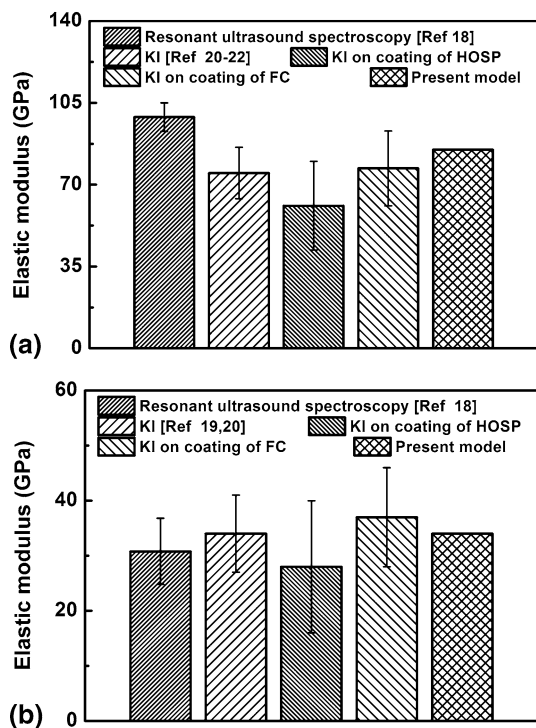 140
105
70
35
0
Elastic modulus (GPa)
Resonant ultrasound spectroscopy [Ref 18]
KI [Ref 20-22] KI on coating of HOSP
KI on coating of FC Present model
(a)
60
40
20
0
Elastic modulus (GPa)
Resonant ultrasound spectroscopy [Ref 18]
KI [Ref 19,20] KI on coating of HOSP
KI on coating of FC Present model
(b)